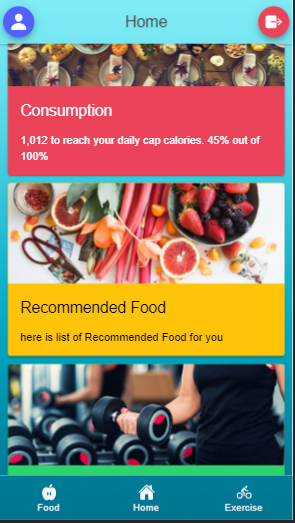 Home
Consumption
1,012 to reach your daily cap calories. 45% out of
100%
Recommended Food
here is list of Recommended Food for you
Food
Home
Exercise